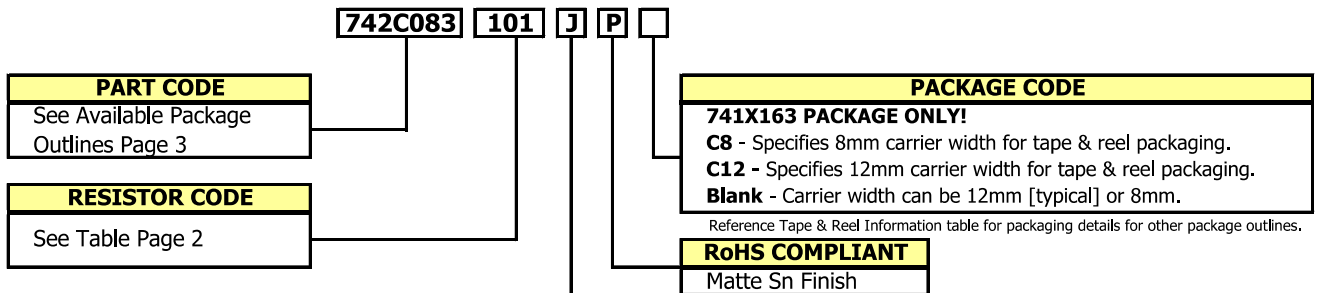 742C083 101 J P
PART CODE
See Available Package
Outlines Page 3
RESISTOR CODE
See Table Page 2
PACKAGE CODE
741X163 PACKAGE ONLY!
C8 - Specifies 8mm carrier width for tape & reel packaging.
C12 - Specifies 12mm carrier width for tape & reel packaging.
Blank - Carrier width can be 12mm [typical] or 8mm.
Reference Tape & Reel Information table for packaging details for other package outlines.
RoHS COMPLIANT
Matte Sn Finish